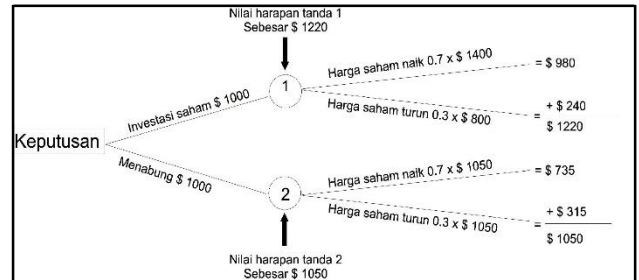 Nilai harapan tanda 1
Sebesar $ 1220
Keputusan
Investasi saham $ 1000
1
Harga saham naik 0.7 x $ 1400
= $ 980
Harga saham turun 0.3 x $ 800
=
+ $ 240
$ 1220
Menabung $ 1000
2
Harga saham naik 0.7 x $ 1050
= $ 735
Harga saham turun 0.3 x $ 1050
=
+ $ 315
$ 1050
Nilai harapan tanda 2
Sebesar $ 1050